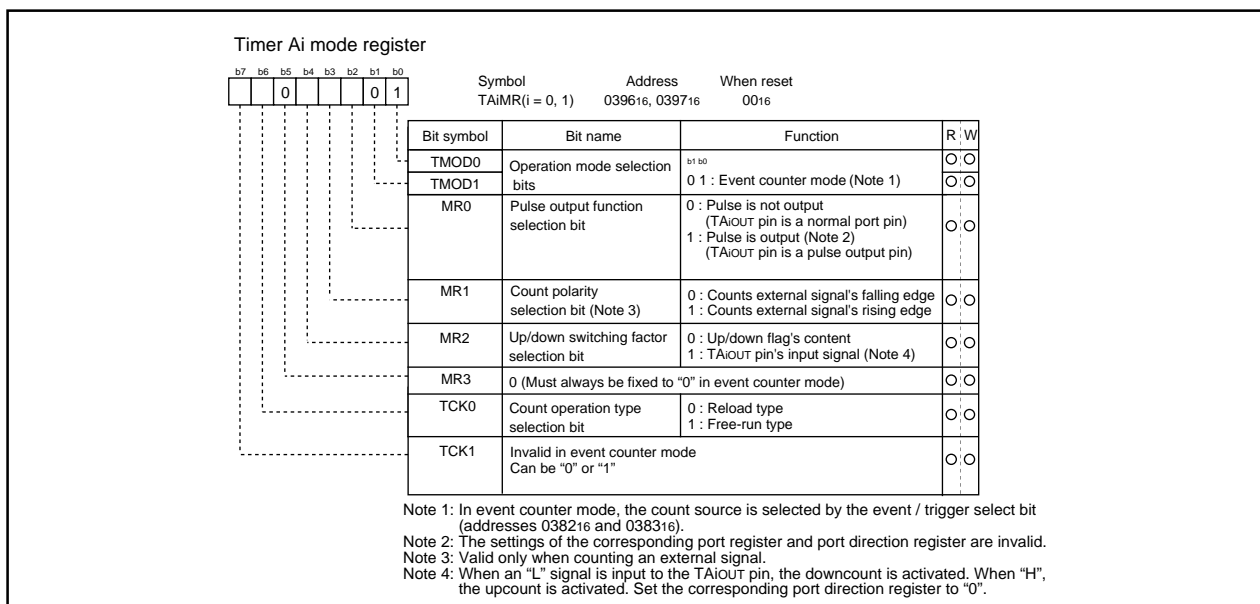 Timer Ai mode register
b7 b6 b5 b4 b3 b2 b1 b0
0 0 1
Symbol Address When reset
TAiMR(i = 0, 1) 039616, 039716 0016
Bit symbol Bit name Function R W
TMOD0
TMOD1
Operation mode selection
bits
b1 b0
0 1 : Event counter mode (Note 1)
MR0
Pulse output function
selection bit
0 : Pulse is not output
(TAiOUT pin is a normal port pin)
1 : Pulse is output (Note 2)
(TAiOUT pin is a pulse output pin)
MR1
Count polarity
selection bit (Note 3)
0 : Counts external signal's falling edge
1 : Counts external signal's rising edge
MR2
Up/down switching factor
selection bit
0 : Up/down flag's content
1 : TAiOUT pin's input signal (Note 4)
MR3
0 (Must always be fixed to “0” in event counter mode)
TCK0
Count operation type
selection bit
0 : Reload type
1 : Free-run type
TCK1
Invalid in event counter mode
Can be “0” or “1”
Note 1: In event counter mode, the count source is selected by the event / trigger select bit
(addresses 038216 and 038316).
Note 2: The settings of the corresponding port register and port direction register are invalid.
Note 3: Valid only when counting an external signal.
Note 4: When an “L” signal is input to the TAiOUT pin, the downcount is activated. When “H”,
the upcount is activated. Set the corresponding port direction register to “0”.